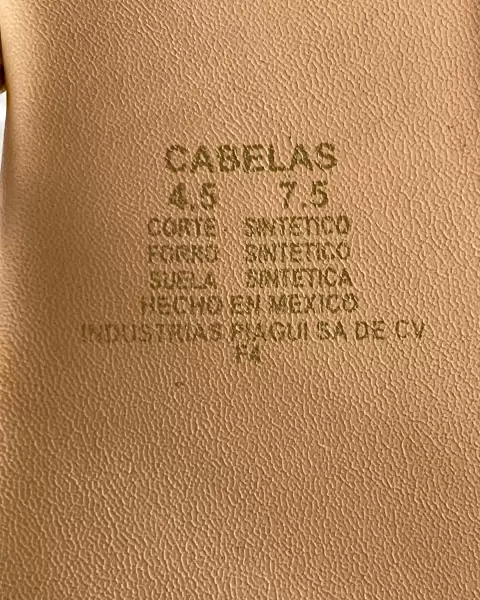 CABELAS
4.5 7.5
CORTE SINTETICO
FORRO SINTETICO
SUELA SINTETICA
HECHO EN MEXICO
INDUSTRIAS PIAGUI SA DE CV
F4